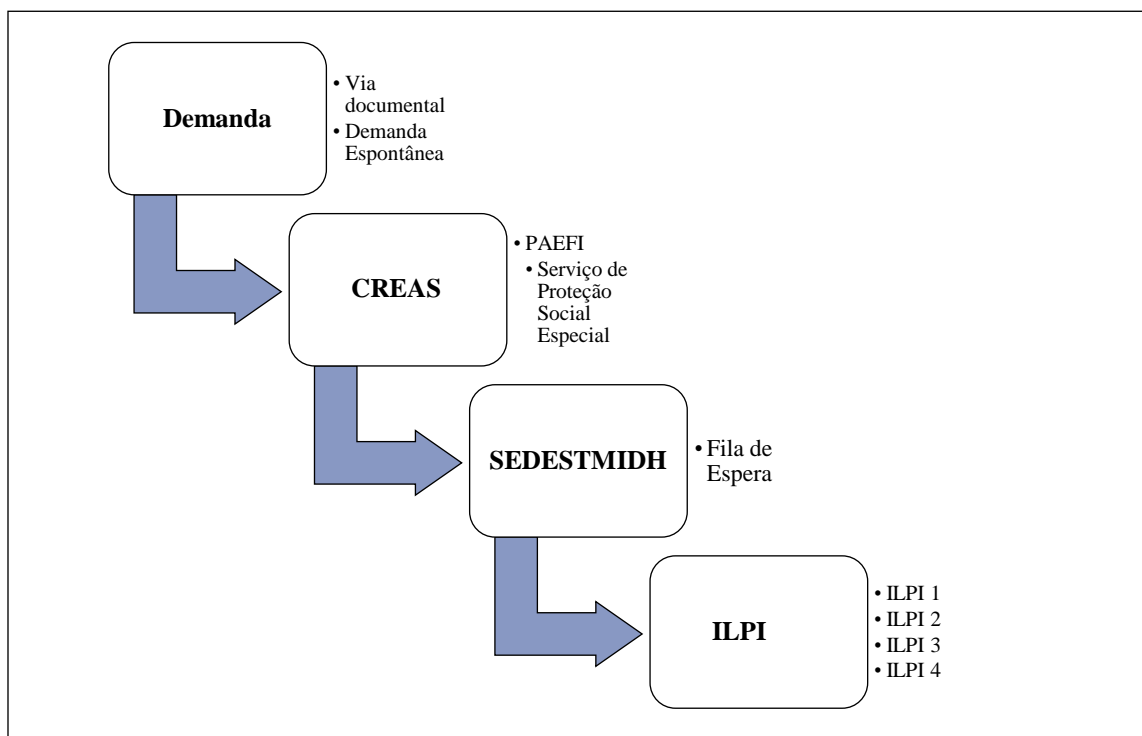 Demanda
• Via
documental
• Demanda
Espontânea
CREAS
• PAEFI
• Serviço de
Proteção
Social
Especial
SEDESTMIDH
• Fila de
Espera
ILPI
• ILPI 1
• ILPI 2
• ILPI 3
• ILPI 4